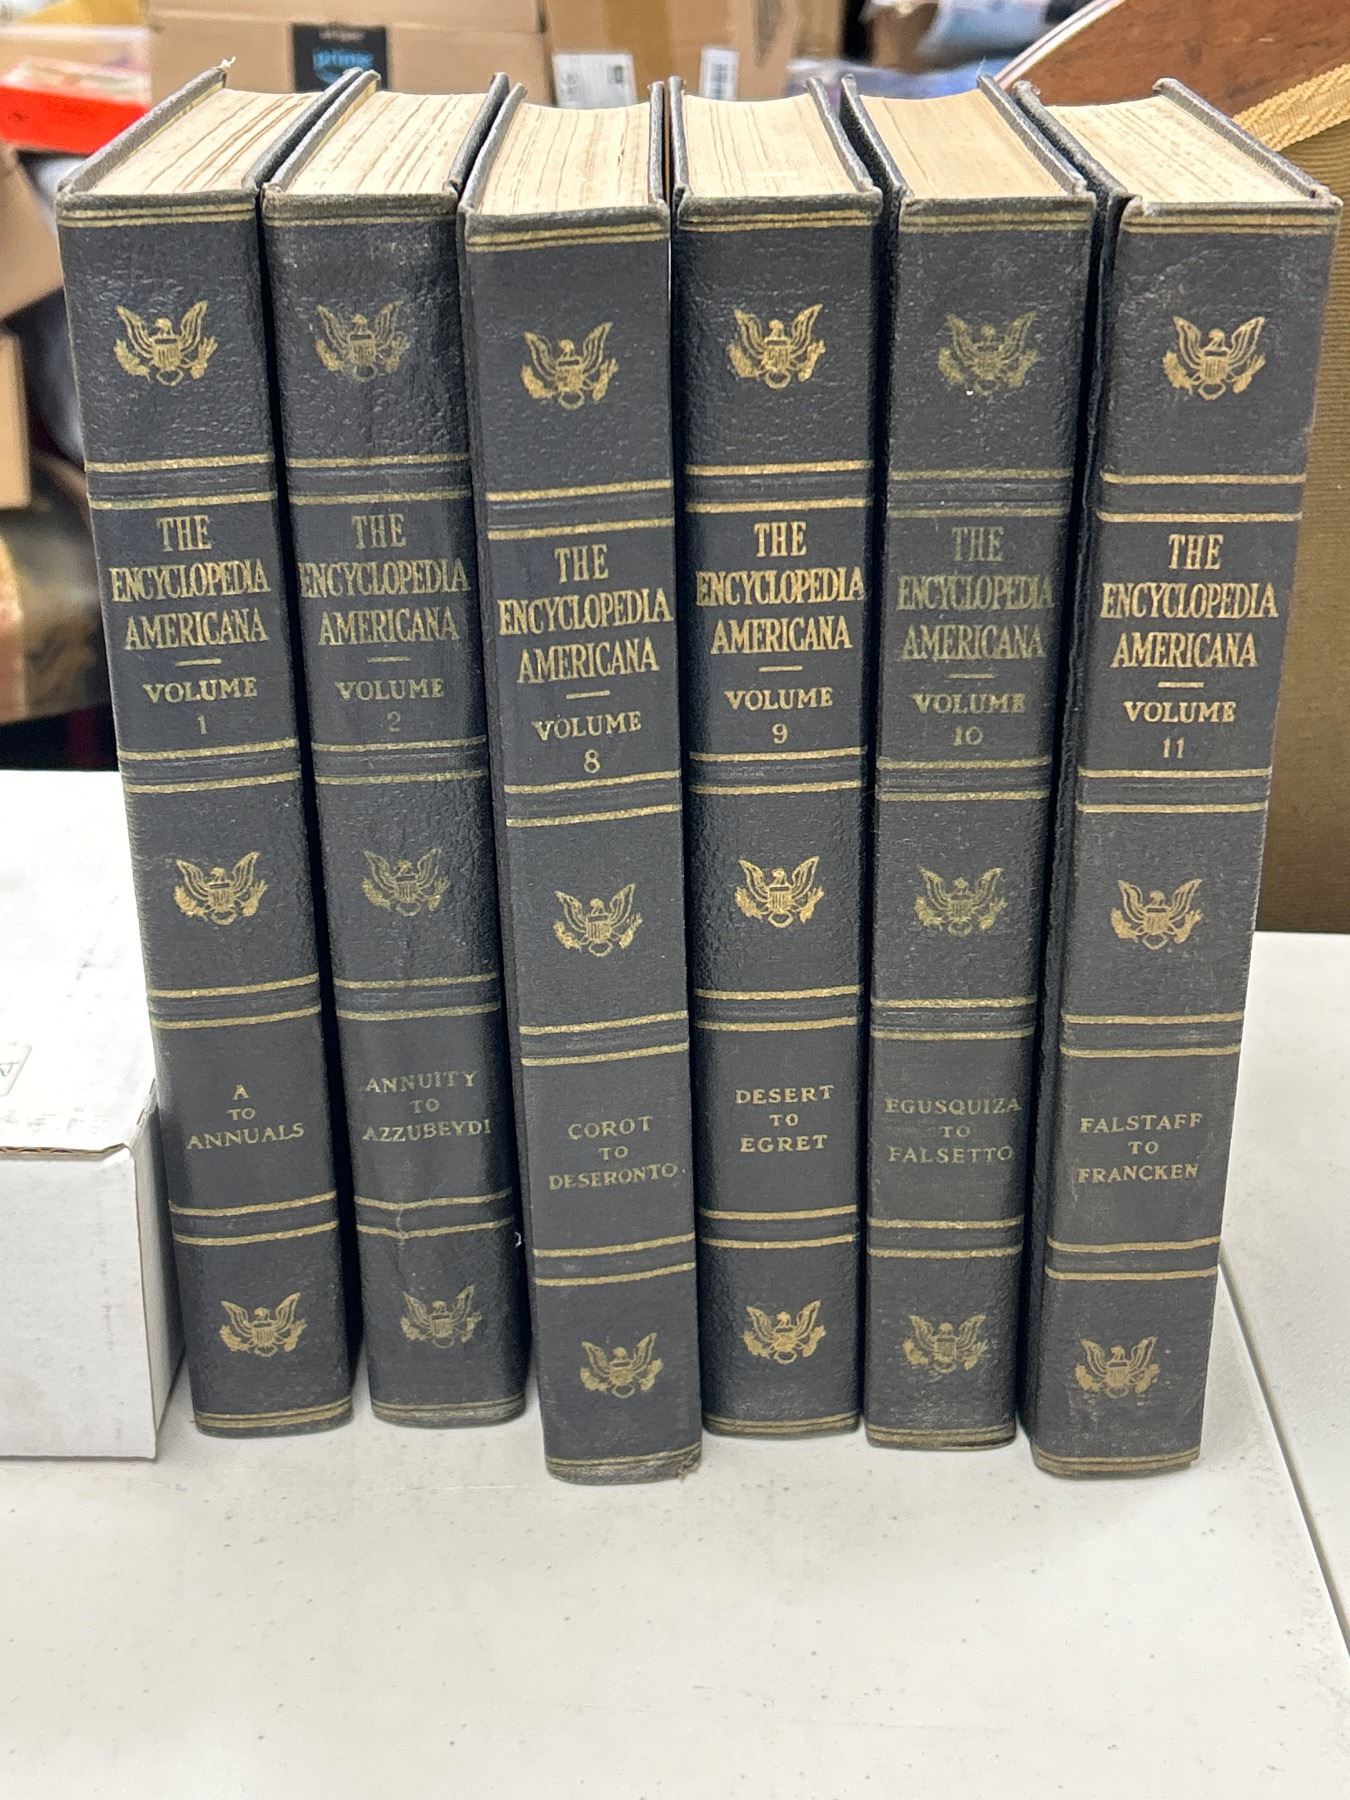 prime
THE
ENCYCLOPEDIA
AMERICANA
VOLUME
1
A
TO
ANNUALS
THE
ENCYCLOPEDIA
AMERICANA
VOLUME
2
ANNUITY
TO
AZZUBEYDI
THE
ENCYCLOPEDIA
AMERICANA
VOLUME
8
COROT
TO
DESERONTO
THE
ENCYCLOPEDIA
AMERICANA
VOLUME
9
DESERT
TO
EGRET
THE
ENCYCLOPEDIA
AMERICANA
VOLUME
10
EGUSQUIZA
TO
FALSETTO
THE
ENCYCLOPEDIA
AMERICANA
VOLUME
11
FALSTAFF
TO
FRANCKEN